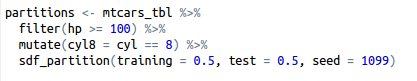 partitions <- mtcars_tbl %>%
  filter(hp >= 100) %>%
  mutate(cyl8 = cyl == 8) %>%
  sdf_partition(training = 0.5, test = 0.5, seed = 1099)